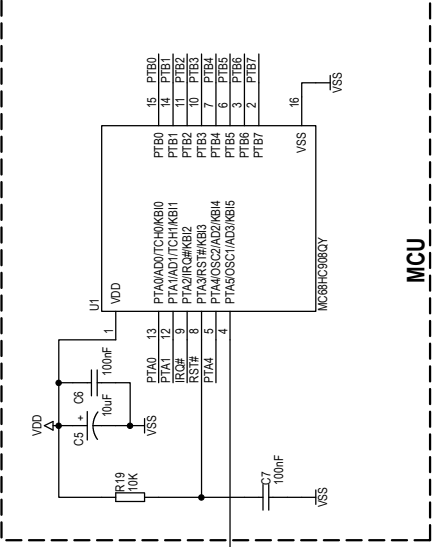 VDD
C5
+
10uF
C6
100nF
VSS
R19
10K
C7
100nF
VSS
U1
VDD
1
PTA0 13 PTA0/AD0/TCH0/KBI0
PTA1 12 PTA1/AD1/TCH1/KBI1
IRQ# 9 PTA2/IRQ#/KBI2
RST# 8 PTA3/RST#/KBI3
PTA4 5 PTA4/OSC2/AD2/KBI4
4 PTA5/OSC1/AD3/KBI5
PTB0 15 PTB0
PTB1 14 PTB1
PTB2 11 PTB2
PTB3 10 PTB3
PTB4 7 PTB4
PTB5 6 PTB5
PTB6 3 PTB6
PTB7 2 PTB7
VSS 16
VSS
MC68HC908QY
MCU